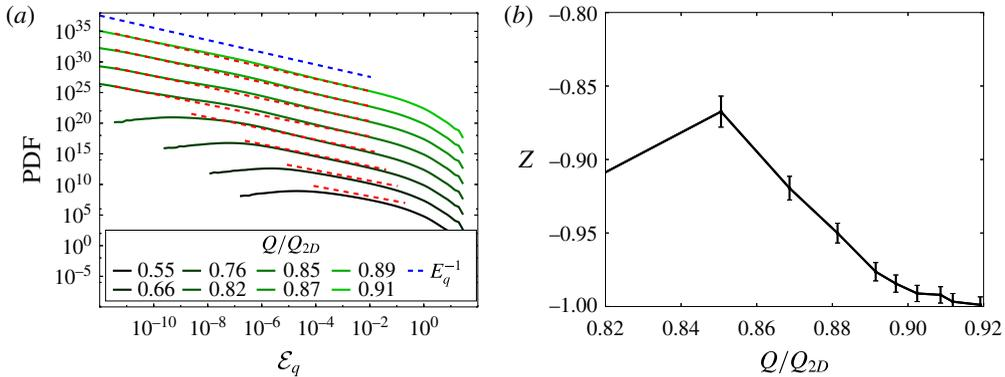 (a)
10^35
10^30
10^25
10^20
10^15
10^10
10^5
10^0
10^−5
PDF
Q/Q_2D
0.55 0.76 0.85 0.89 E_q^−1
0.66 0.82 0.87 0.91
10^−10 10^−8 10^−6 10^−4 10^−2 10^0
ℰ_q
(b)
−0.80
−0.85
−0.90
−0.95
−1.00
Z
0.82 0.84 0.86 0.88 0.90 0.92
Q/Q_2D